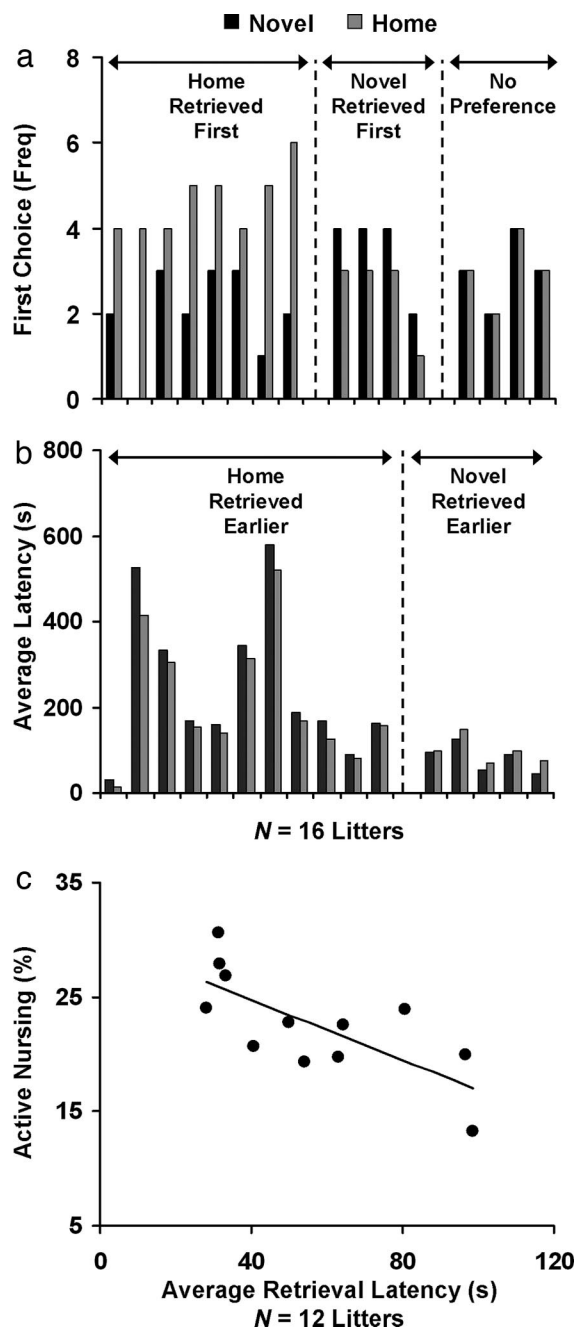 Novel Home
a
First Choice (Freq)
8
6
4
2
0
Home
Retrieved
First
Novel
Retrieved
First
No
Preference
b
Average Latency (s)
800
600
400
200
0
Home
Retrieved
Earlier
Novel
Retrieved
Earlier
N = 16 Litters
c
Active Nursing (%)
35
25
15
5
0 40 80 120
Average Retrieval Latency (s)
N = 12 Litters